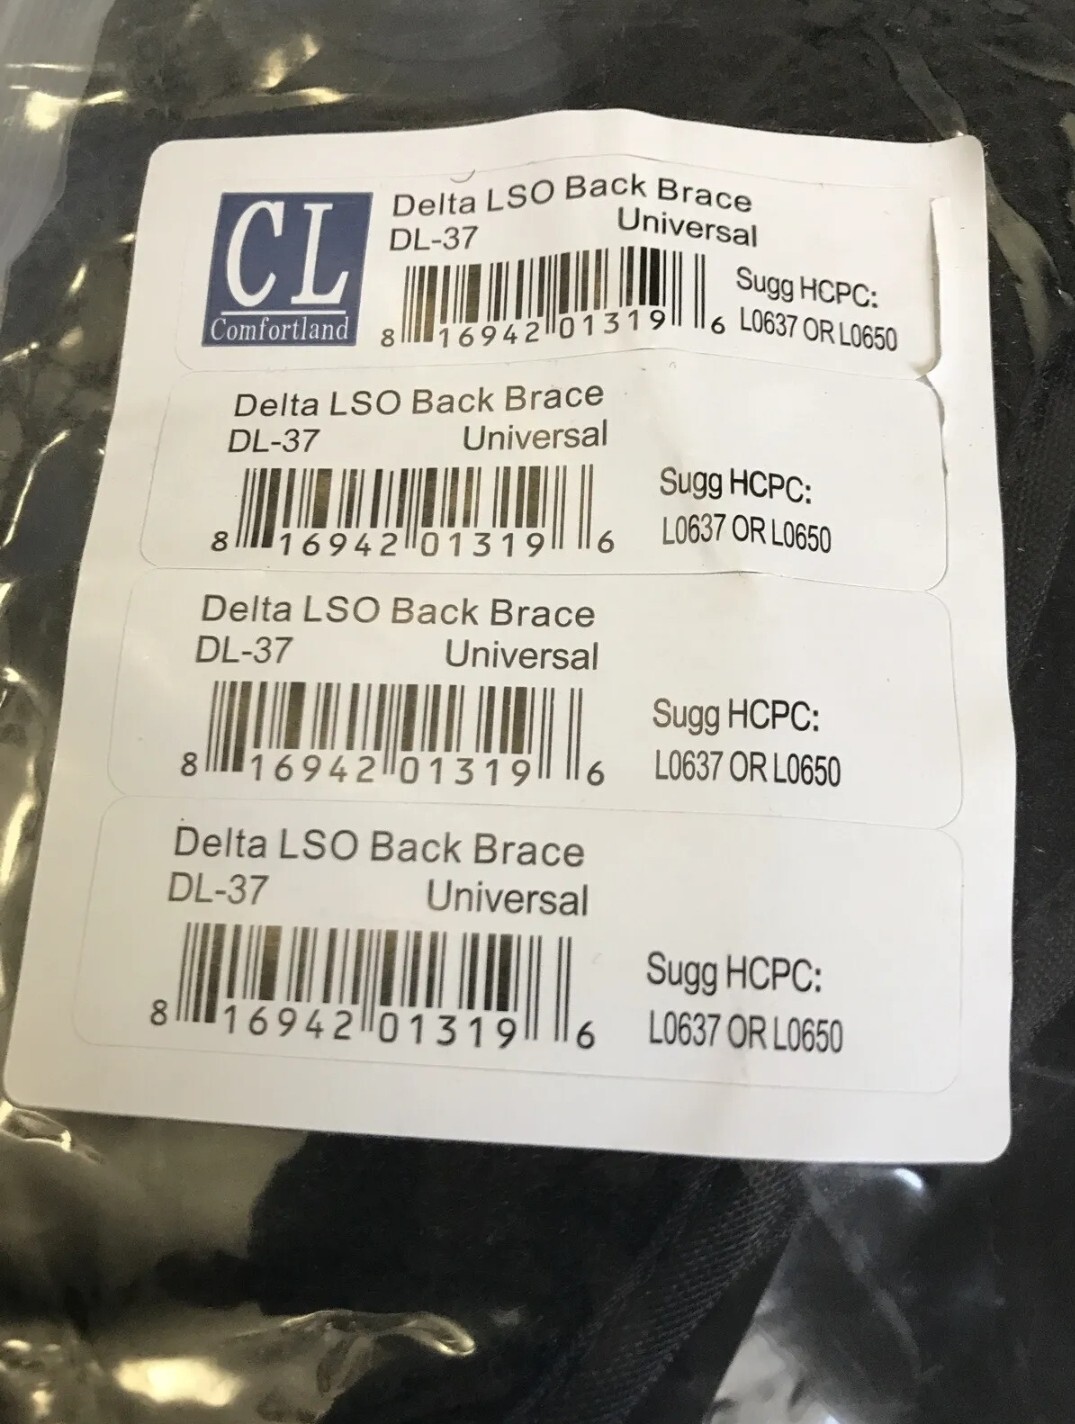 CL
Comfortland
Delta LSO Back Brace
DL-37 Universal
Sugg HCPC:
8 16942 01319 6
L0637 OR L0650
Delta LSO Back Brace
DL-37 Universal
Sugg HCPC:
8 16942 01319 6
L0637 OR L0650
Delta LSO Back Brace
DL-37 Universal
Sugg HCPC:
8 16942 01319 6
L0637 OR L0650
Delta LSO Back Brace
DL-37 Universal
Sugg HCPC:
8 16942 01319 6
L0637 OR L0650